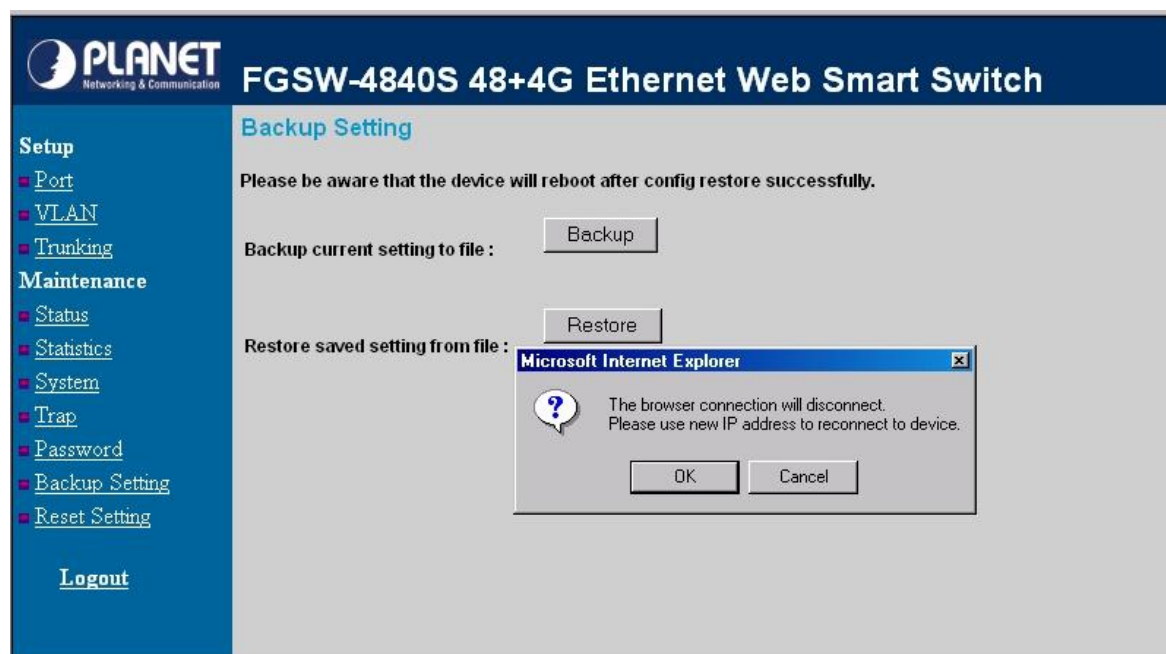 PLANET
Networking & Communication
FGSW-4840S 48+4G Ethernet Web Smart Switch
Setup
Port
VLAN
Trunking
Maintenance
Status
Statistics
System
Trap
Password
Backup Setting
Reset Setting
Logout
Backup Setting
Please be aware that the device will reboot after config restore successfully.
Backup current setting to file :
Backup
Restore saved setting from file :
Restore
Microsoft Internet Explorer
?
The browser connection will disconnect.
Please use new IP address to reconnect to device.
OK
Cancel